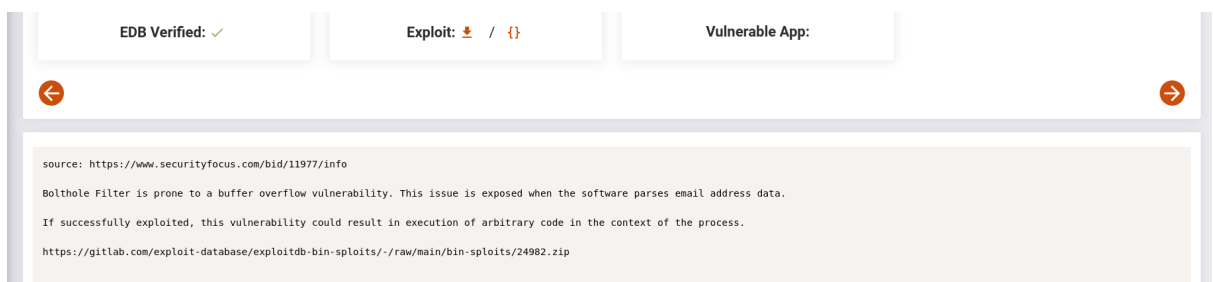 EDB Verified:
Exploit: / {}
Vulnerable App:
source: https://www.securityfocus.com/bid/11977/info
Bolthole Filter is prone to a buffer overflow vulnerability. This issue is exposed when the software parses email address data.
If successfully exploited, this vulnerability could result in execution of arbitrary code in the context of the process.
https://gitlab.com/exploit-database/exploitdb-bin-sploits/-/raw/main/bin-sploits/24982.zip